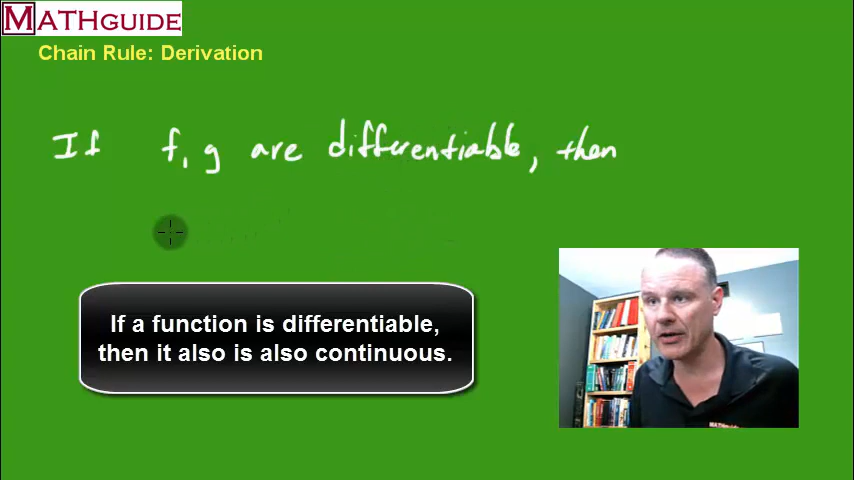 MATHGUIDE
Chain Rule: Derivation
If f, g are differentiable, then
If a function is differentiable,
then it also is also continuous.